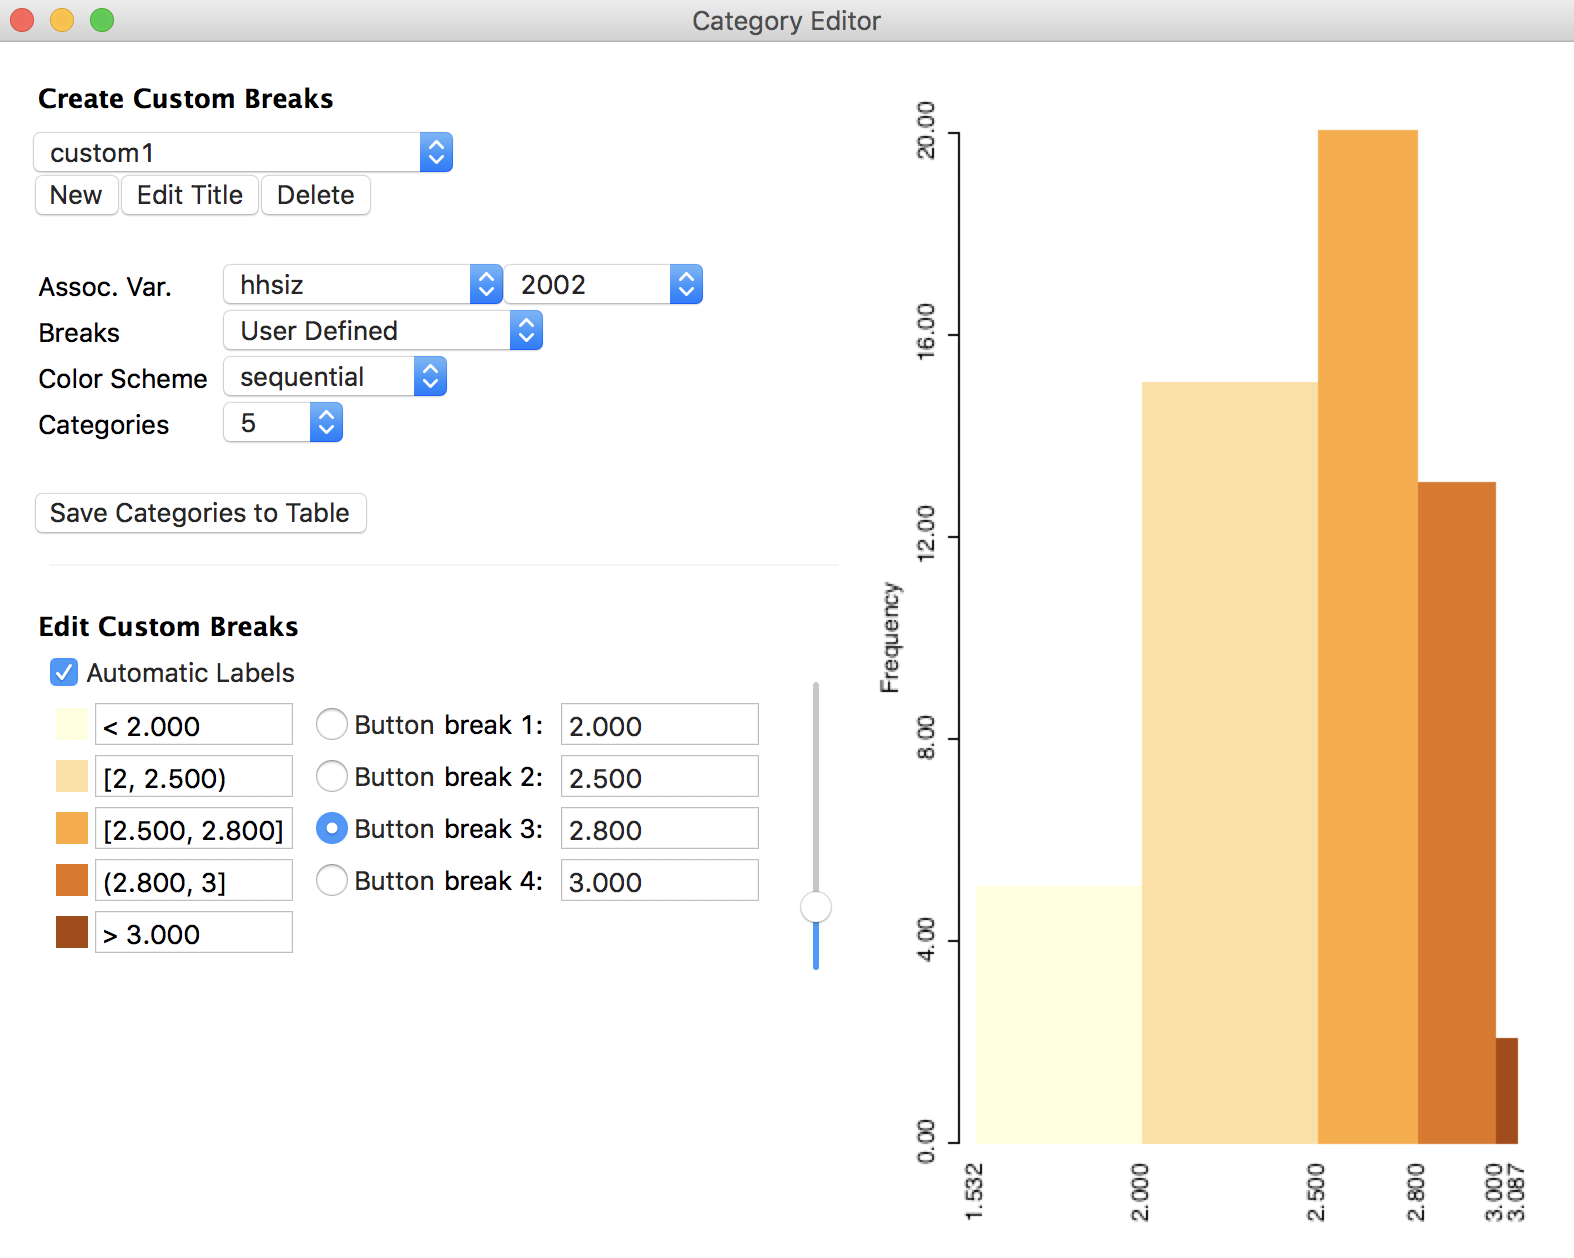 Category Editor
Create Custom Breaks
custom1
New Edit Title Delete
Assoc. Var. hhsiz 2002
Breaks User Defined
Color Scheme sequential
Categories 5
Save Categories to Table
Edit Custom Breaks
Automatic Labels
< 2.000 Button break 1: 2.000
[2, 2.500) Button break 2: 2.500
[2.500, 2.800] Button break 3: 2.800
(2.800, 3] Button break 4: 3.000
> 3.000
Frequency
20.00
16.00
12.00
8.00
4.00
0.00
1.532 2.000 2.500 2.800 3.000 3.087